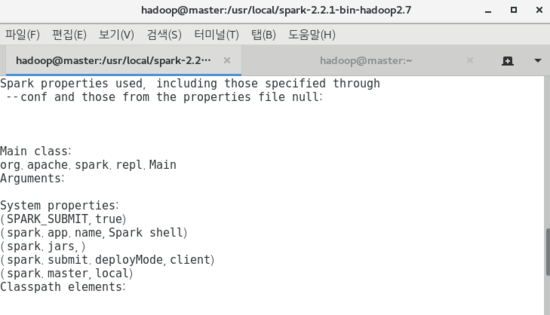 hadoop@master:/usr/local/spark-2.2.1-bin-hadoop2.7
파일(F) 편집(E) 보기(V) 검색(S) 터미널(T) 탭(B) 도움말(H)
hadoop@master:/usr/local/spark-2.2··· × hadoop@master:~ ×
Spark properties used, including those specified through
--conf and those from the properties file null:
Main class:
org.apache.spark.repl.Main
Arguments:
System properties:
(SPARK_SUBMIT,true)
(spark.app.name,Spark shell)
(spark.jars,)
(spark.submit.deployMode,client)
(spark.master,local)
Classpath elements: